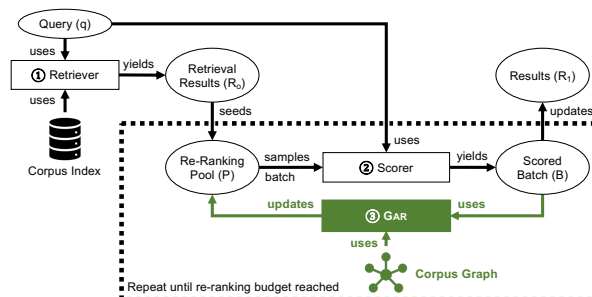 Query (q)
uses
① Retriever
yields
Retrieval
Results (R₀)
Results (R₁)
uses
Corpus Index
seeds
updates
uses
Re-Ranking
Pool (P)
samples
batch
② Scorer
yields
Scored
Batch (B)
updates
③ GAR
uses
uses
Corpus Graph
Repeat until re-ranking budget reached